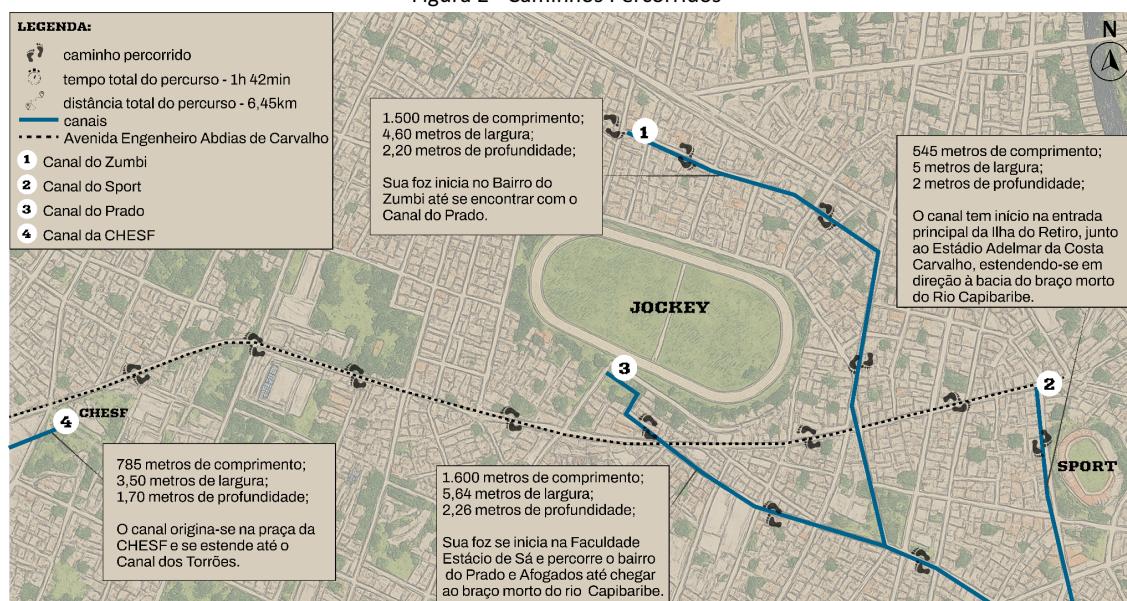 Figura 2 - Caminhos Percorridos
LEGENDA:
caminho percorrido
tempo total do percurso - 1h 42min
distância total do percurso - 6,45km
canais
Avenida Engenheiro Abdias de Carvalho
1 Canal do Zumbi
2 Canal do Sport
3 Canal do Prado
4 Canal da CHESF
N
1.500 metros de comprimento;
4,60 metros de largura;
2,20 metros de profundidade;
Sua foz inicia no Bairro do
Zumbi até se encontrar com o
Canal do Prado.
1
545 metros de comprimento;
5 metros de largura;
2 metros de profundidade;
O canal tem início na entrada
principal da Ilha do Retiro, junto
ao Estádio Adelmar da Costa
Carvalho, estendendo-se em
direção à bacia do braço morto
do Rio Capibaribe.
JOCKEY
3
2
4 CHESF
SPORT
785 metros de comprimento;
3,50 metros de largura;
1,70 metros de profundidade;
O canal origina-se na praça da
CHESF e se estende até o
Canal dos Torrões.
1.600 metros de comprimento;
5,64 metros de largura;
2,26 metros de profundidade;
Sua foz se inicia na Faculdade
Estácio de Sá e percorre o bairro
do Prado e Afogados até chegar
ao braço morto do rio Capibaribe.